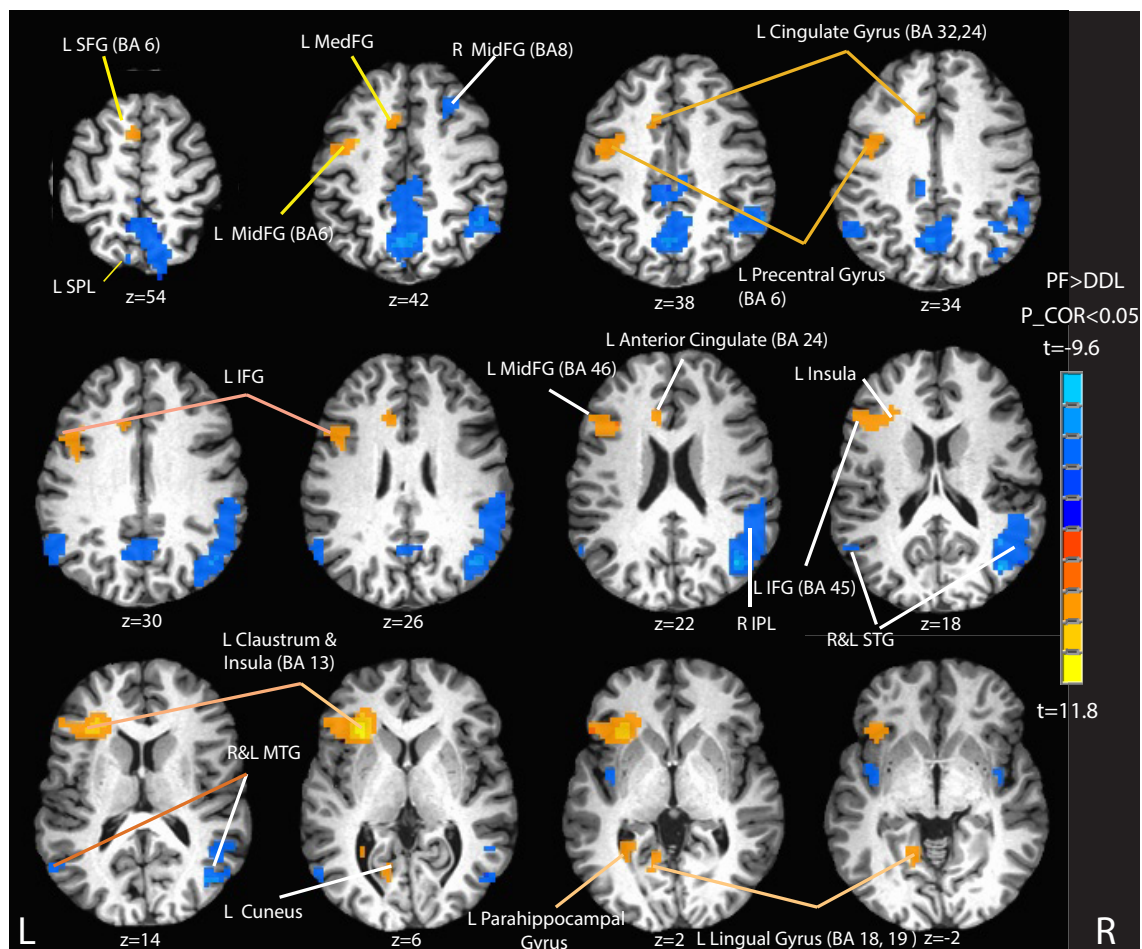 L SFG (BA 6)
L MedFG
R MidFG (BA8)
L Cingulate Gyrus (BA 32,24)
L MidFG (BA6)
L SPL
L Precentral Gyrus
(BA 6)
z=54
z=42
z=38
z=34
PF>DDL
P_COR<0.05
t=-9.6
L IFG
L MidFG (BA 46)
L Anterior Cingulate (BA 24)
L Insula
L IFG (BA 45)
R IPL
R&L STG
z=30
z=26
z=22
z=18
t=11.8
L Claustrum &
Insula (BA 13)
R&L MTG
L Cuneus
L Parahippocampal
Gyrus
L Lingual Gyrus (BA 18, 19)
L
z=14
z=6
z=2
z=-2
R